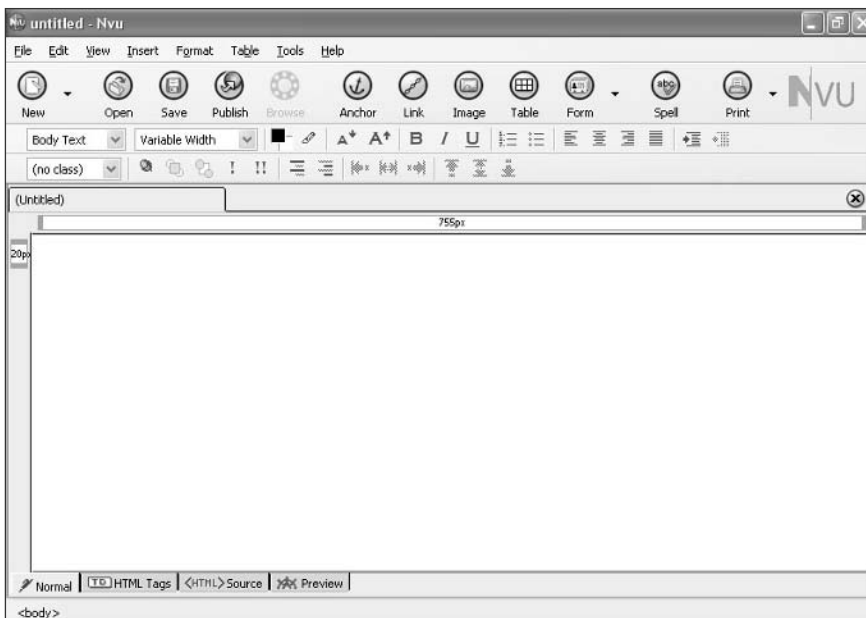 untitled - Nvu
File Edit View Insert Format Table Tools Help
New Open Save Publish Browse Anchor Link Image Table Form Spell Print NVU
Body Text Variable Width A A B I U
(no class) ! !!
(Untitled)
755px
20px
Normal TD HTML Tags <HTML> Source Preview
<body>